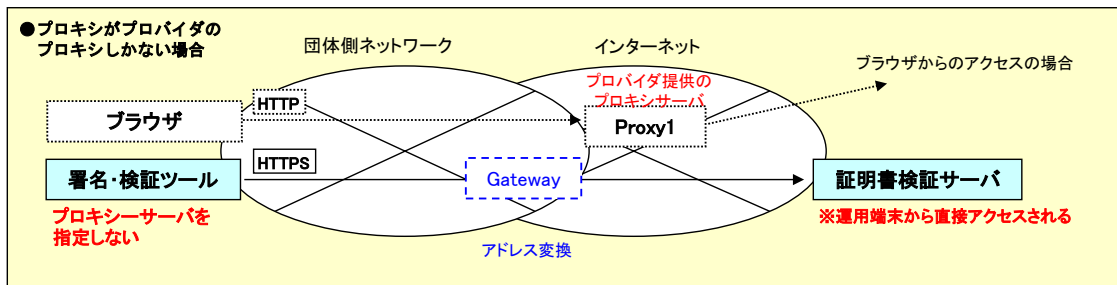 ●プロキシがプロバイダの
プロキシしかない場合
団体側ネットワーク
インターネット
ブラウザからのアクセスの場合
プロバイダ提供の
プロキシサーバ
HTTP
ブラウザ
Proxy1
HTTPS
署名・検証ツール
Gateway
証明書検証サーバ
プロキシーサーバを
指定しない
※運用端末から直接アクセスされる
アドレス変換